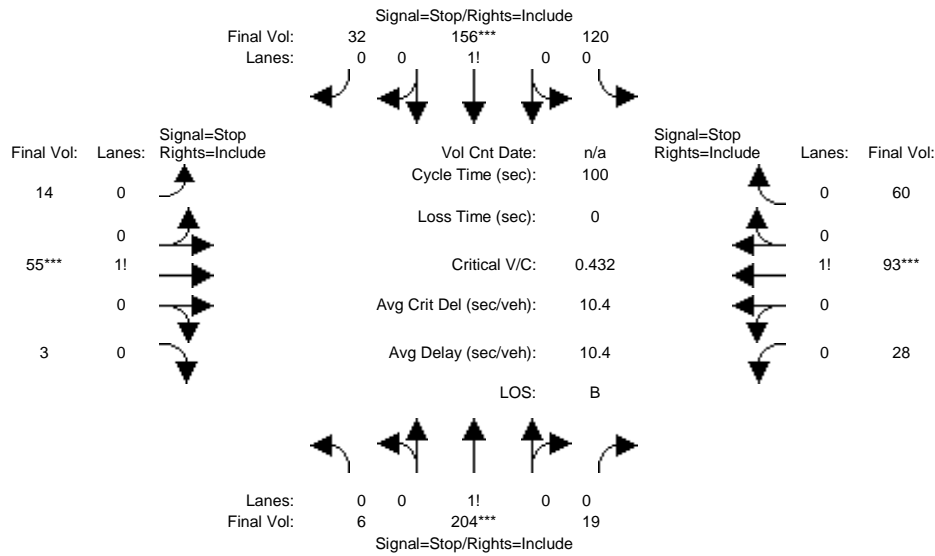 Signal=Stop/Rights=Include
Final Vol: 32 156*** 120
Lanes: 0 0 1! 0 0
Signal=Stop Signal=Stop
Final Vol: Lanes: Rights=Include Vol Cnt Date: n/a Rights=Include Lanes: Final Vol:
Cycle Time (sec): 100
14 0 0 60
Loss Time (sec): 0
0 0
55*** 1! Critical V/C: 0.432 1! 93***
0 Avg Crit Del (sec/veh): 10.4 0
3 0 Avg Delay (sec/veh): 10.4 0 28
LOS: B
Lanes: 0 0 1! 0 0
Final Vol: 6 204*** 19
Signal=Stop/Rights=Include